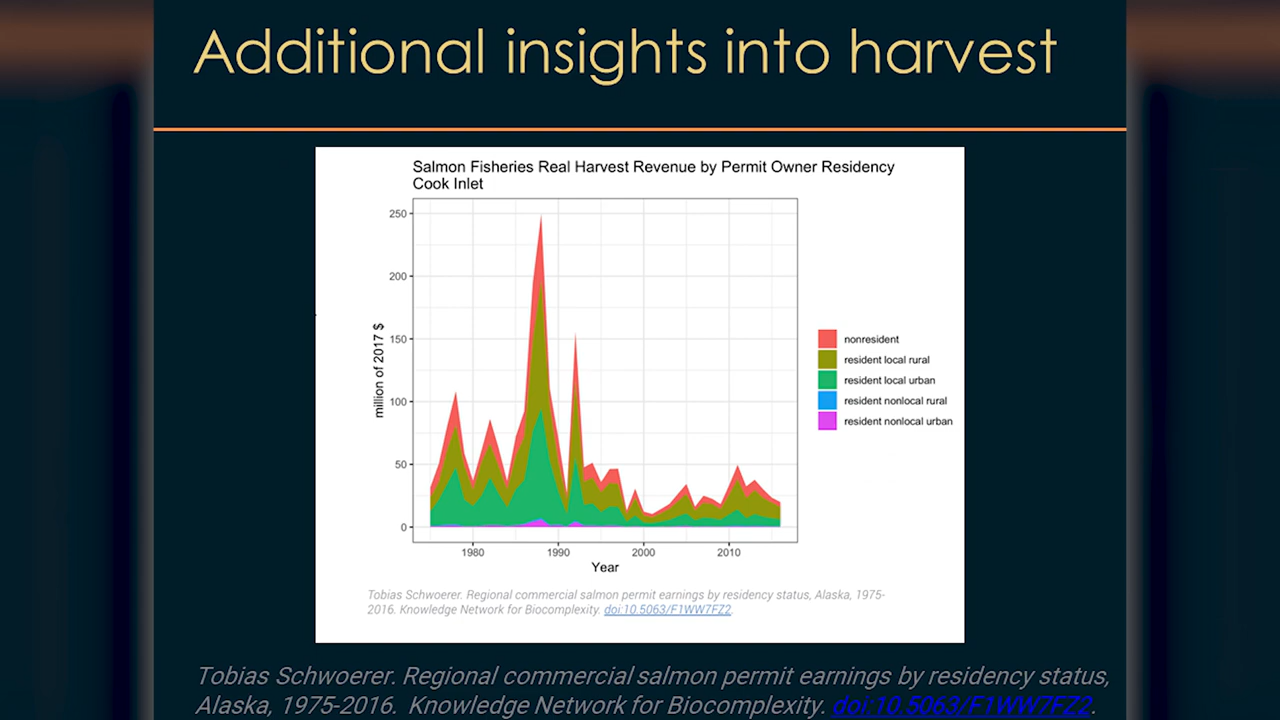 Additional insights into harvest
Salmon Fisheries Real Harvest Revenue by Permit Owner Residency
Cook Inlet
250
200
150
100
50
0
million of 2017 $
1980
1990
2000
2010
Year
nonresident
resident local rural
resident local urban
resident nonlocal rural
resident nonlocal urban
Tobias Schwoerer. Regional commercial salmon permit earnings by residency status, Alaska, 1975-
2016. Knowledge Network for Biocomplexity. doi:10.5063/F1WW7FZ2.
Tobias Schwoerer. Regional commercial salmon permit earnings by residency status,
Alaska, 1975-2016. Knowledge Network for Biocomplexity. doi:10.5063/F1WW7FZ2.